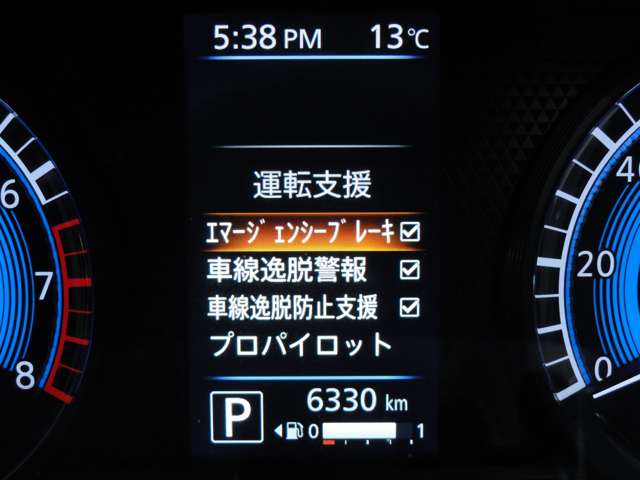 5:38 PM 13℃
運転支援
ｴﾏｰｼﾞｪﾝｼｰﾌﾞﾚｰｷ ☑
車線逸脱警報 ☑
車線逸脱防止支援 ☑
プロパイロット
P 6330 km
0 1
6
7
8
40
20
0